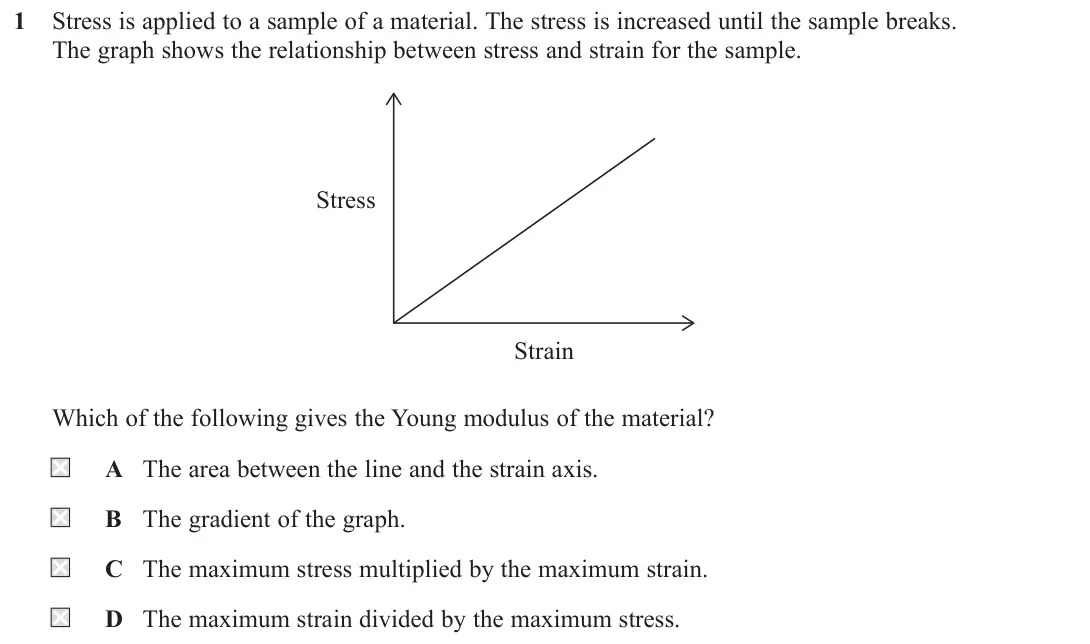 1 Stress is applied to a sample of a material. The stress is increased until the sample breaks.
The graph shows the relationship between stress and strain for the sample.
Stress
Strain
Which of the following gives the Young modulus of the material?
A The area between the line and the strain axis.
B The gradient of the graph.
C The maximum stress multiplied by the maximum strain.
D The maximum strain divided by the maximum stress.